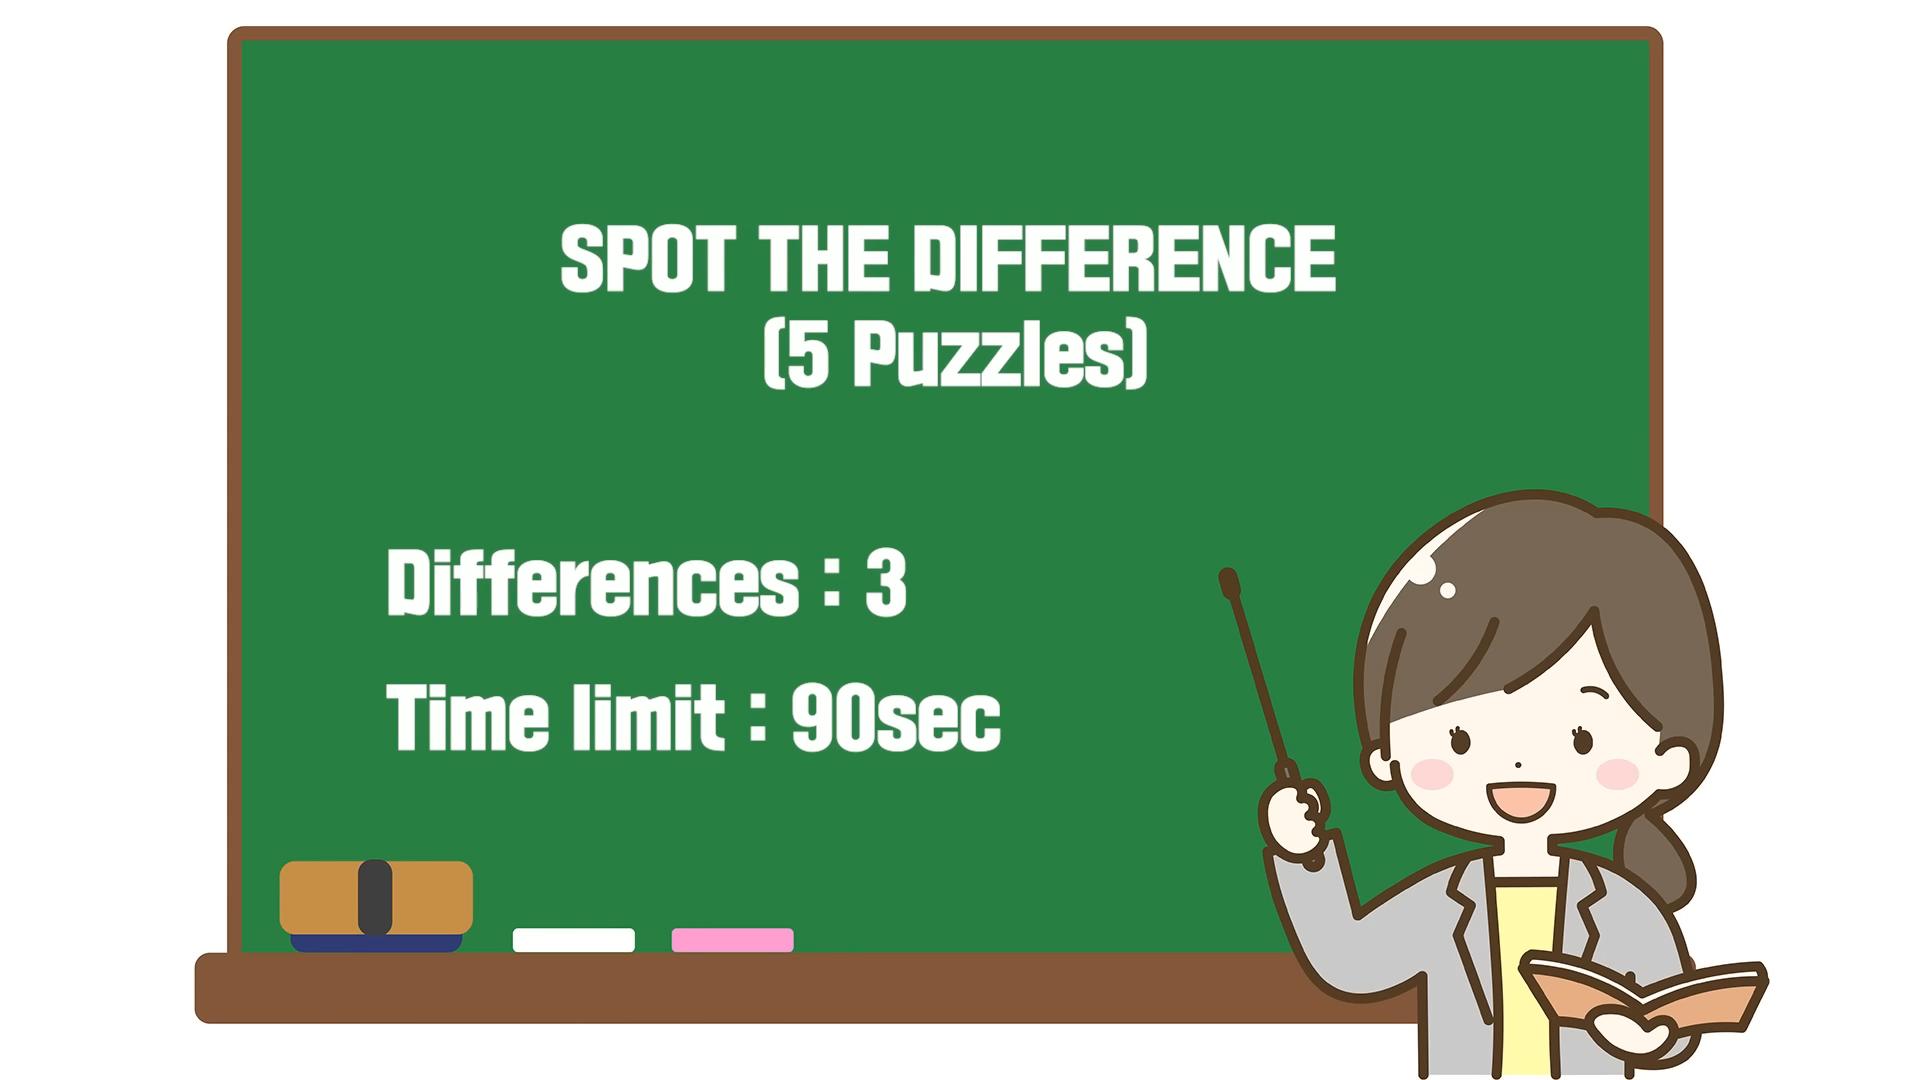 SPOT THE DIFFERENCE
(5 Puzzles)
Differences : 3
Time limit : 90sec